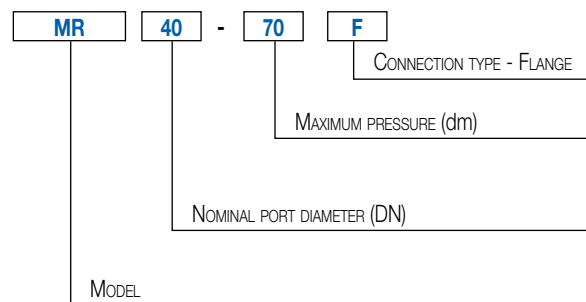 MR 40 - 70 F
CONNECTION TYPE - FLANGE
MAXIMUM PRESSURE (dm)
NOMINAL PORT DIAMETER (DN)
MODEL